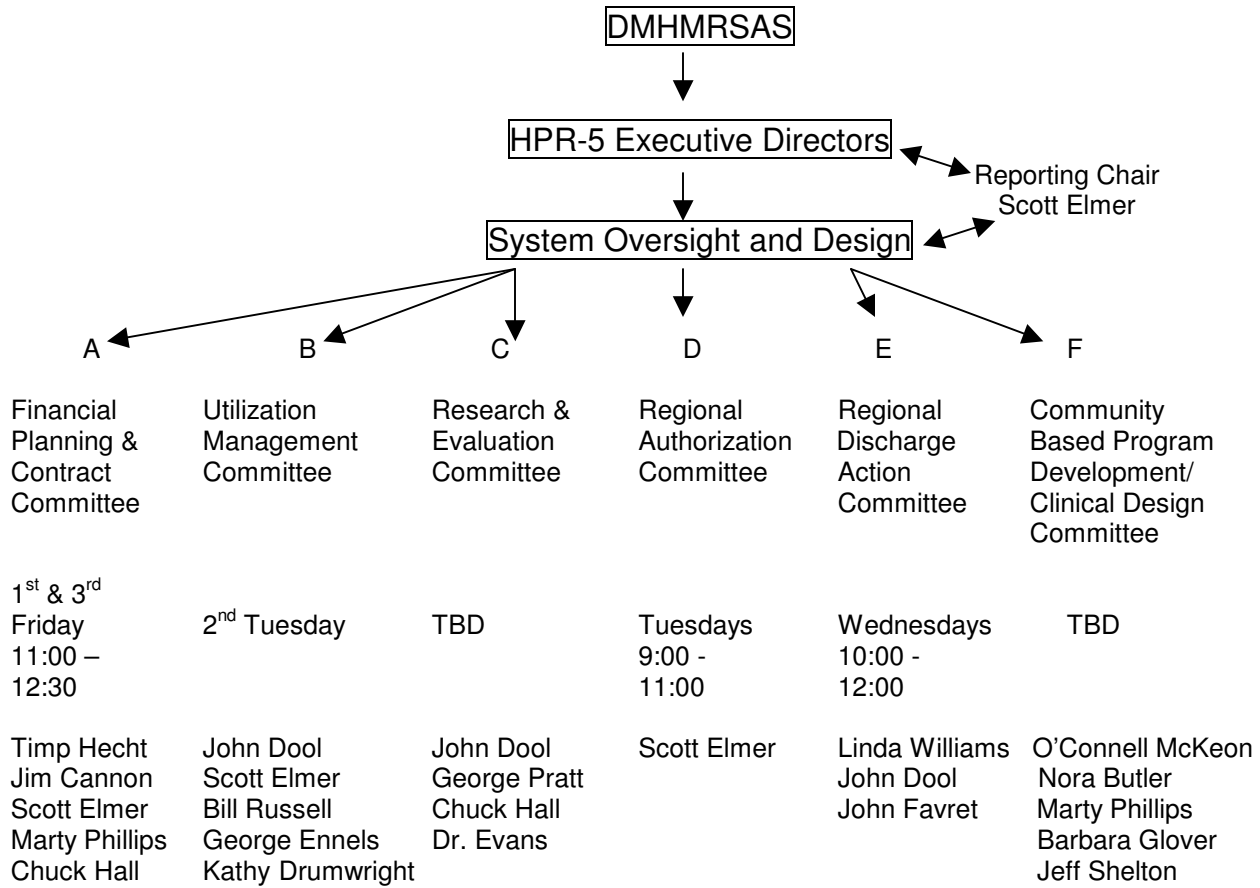 DMHMRSAS
HPR-5 Executive Directors
Reporting Chair
Scott Elmer
System Oversight and Design
A
B
C
D
E
F
Financial
Planning &
Contract
Committee
Utilization
Management
Committee
Research &
Evaluation
Committee
Regional
Authorization
Committee
Regional
Discharge
Action
Committee
Community
Based Program
Development/
Clinical Design
Committee
1st & 3rd
Friday
11:00 –
12:30
2nd Tuesday
TBD
Tuesdays
9:00 -
11:00
Wednesdays
10:00 -
12:00
TBD
Timp Hecht
Jim Cannon
Scott Elmer
Marty Phillips
Chuck Hall
John Dool
Scott Elmer
Bill Russell
George Ennels
Kathy Drumwright
John Dool
George Pratt
Chuck Hall
Dr. Evans
Scott Elmer
Linda Williams
John Dool
John Favret
O'Connell McKeon
Nora Butler
Marty Phillips
Barbara Glover
Jeff Shelton